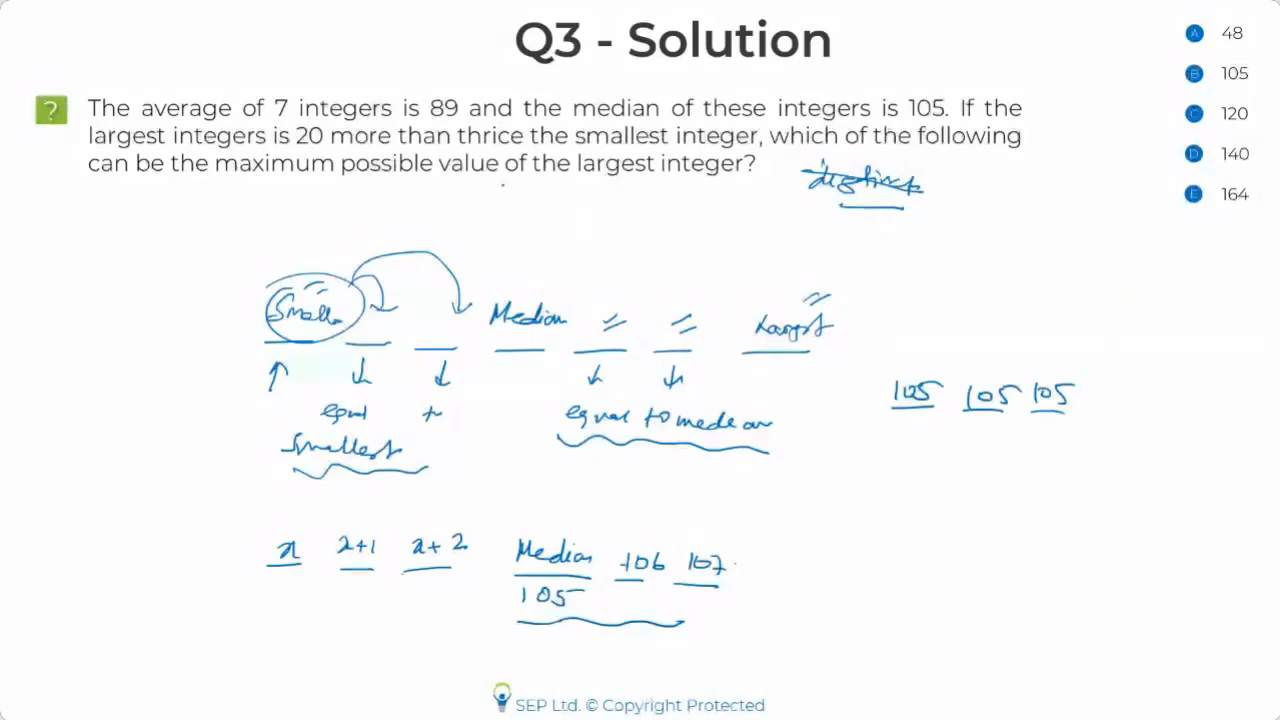 Q3 - Solution
A 48
B 105
C 120
D 140
E 164
? The average of 7 integers is 89 and the median of these integers is 105. If the
largest integers is 20 more than thrice the smallest integer, which of the following
can be the maximum possible value of the largest integer?
distinct
Small Median Largest
equal
equal to median
smallest
105 105 105
x x+1 x+2 Median 106 107
105
SEP Ltd. © Copyright Protected